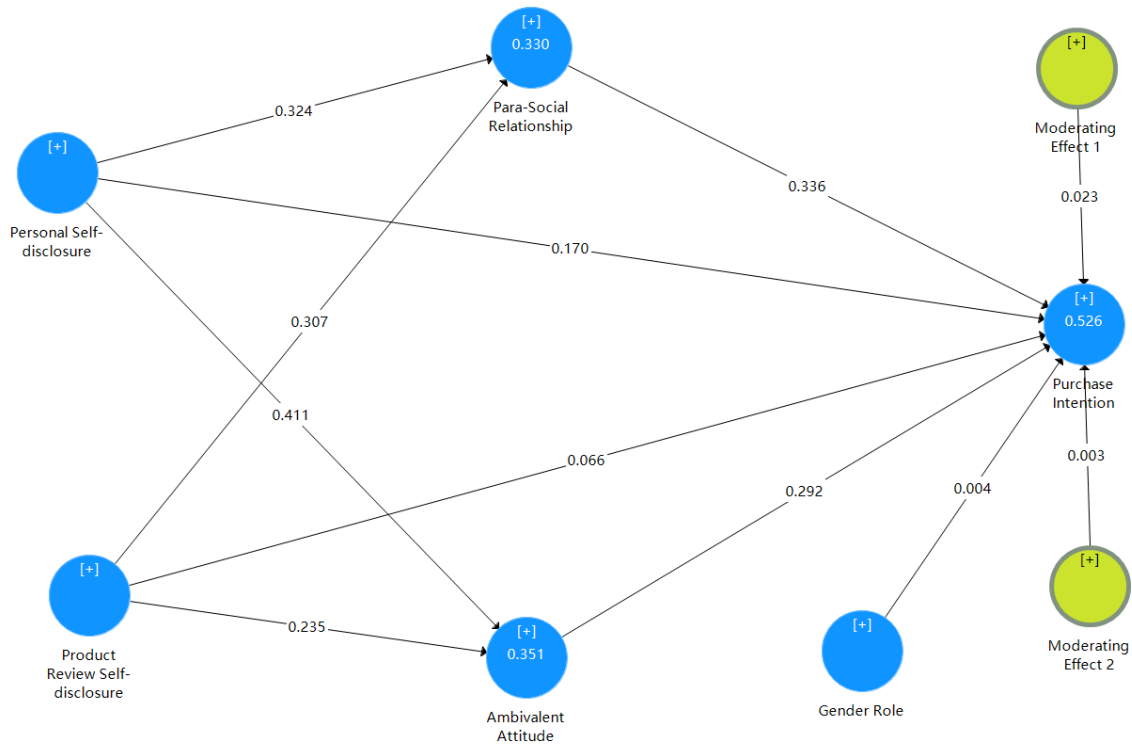 [+]
0.330
Para-Social
Relationship
[+]
Moderating
Effect 1
0.324
[+]
Personal Self-
disclosure
0.336
0.023
0.170
[+]
0.526
Purchase
Intention
0.307
0.411
0.066
0.292
0.004
0.003
[+]
Product
Review Self-
disclosure
0.235
[+]
0.351
Ambivalent
Attitude
[+]
Gender Role
[+]
Moderating
Effect 2